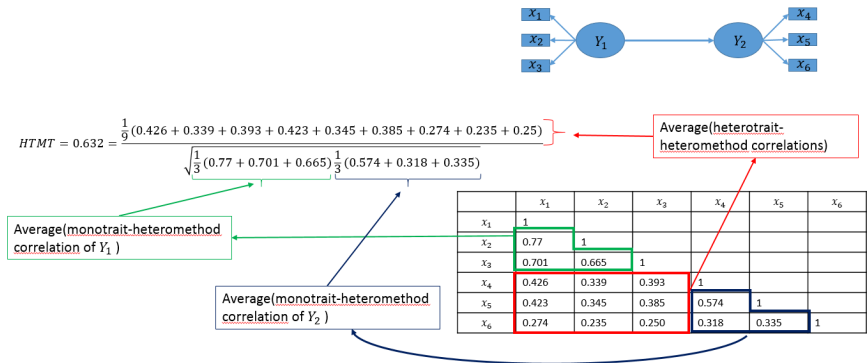 x₁ x₄
x₂ Y₁ Y₂ x₅
x₃ x₆
HTMT = 0.632 = \frac{\frac{1}{9}(0.426 + 0.339 + 0.393 + 0.423 + 0.345 + 0.385 + 0.274 + 0.235 + 0.25)}{\sqrt{\frac{1}{3}(0.77 + 0.701 + 0.665) \frac{1}{3}(0.574 + 0.318 + 0.335)}}
Average(heterotrait-
heteromethod
correlations)
Average(monotrait-heteromethod
correlation of Y₁ )
Average(monotrait-heteromethod
correlation of Y₂ )
x₁ x₂ x₃ x₄ x₅ x₆
x₁ 1
x₂ 0.77 1
x₃ 0.701 0.665 1
x₄ 0.426 0.339 0.393 1
x₅ 0.423 0.345 0.385 0.574 1
x₆ 0.274 0.235 0.250 0.318 0.335 1